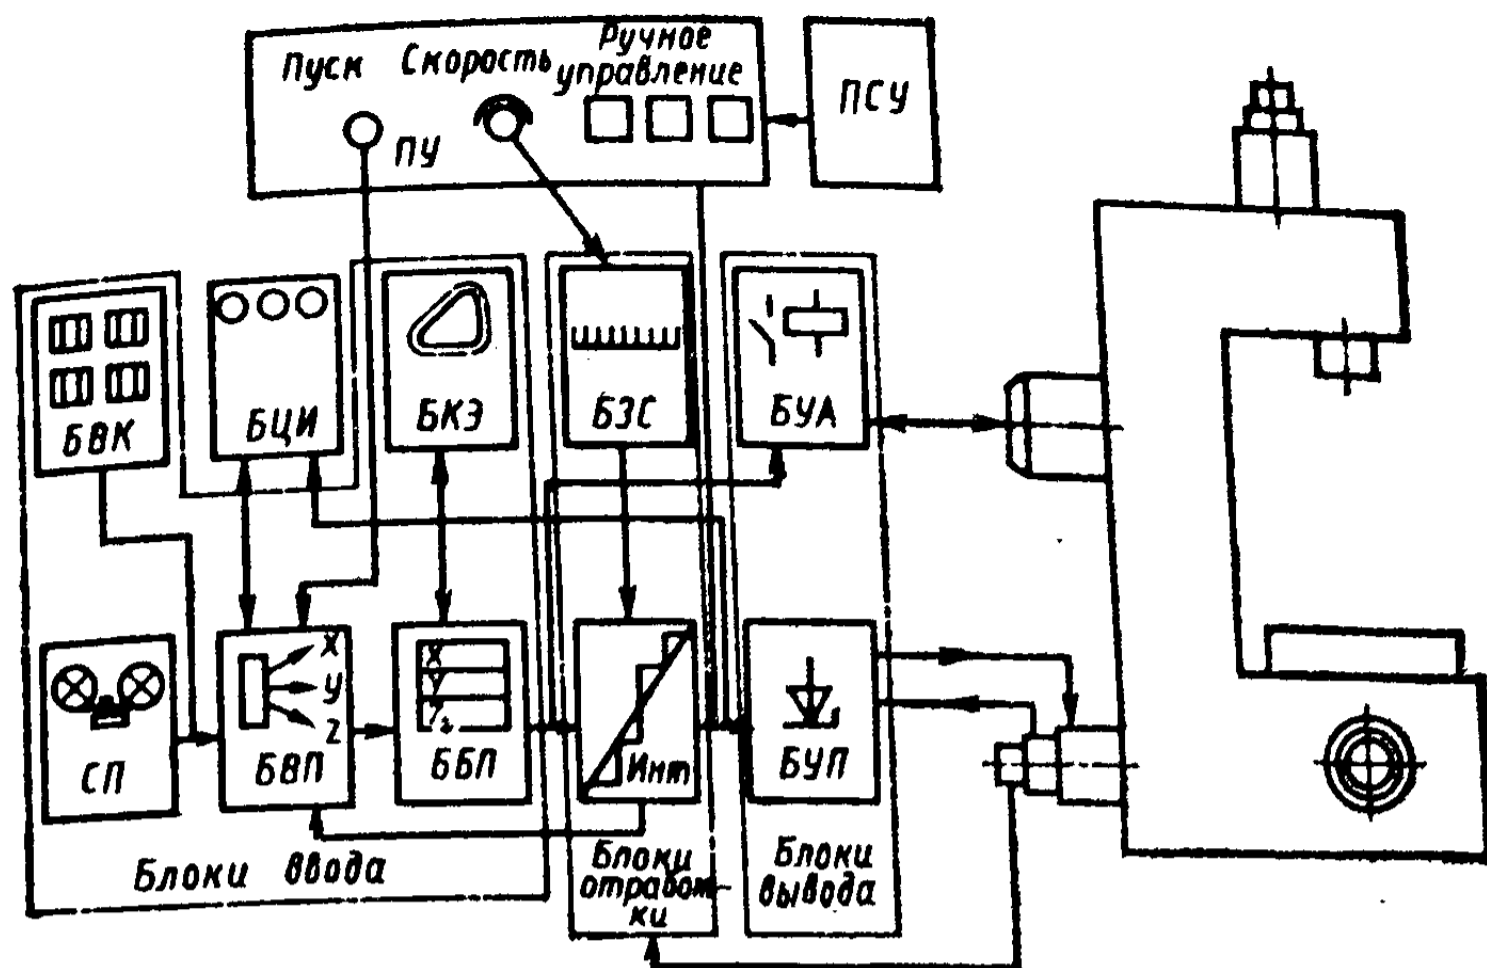 Пуск
Скорость
Ручное
управление
ПУ
ПСУ
БВК
БЦИ
БКЭ
БЗС
БУА
СП
X
У
Z
БВП
X
У
Z
ББП
Инт
БУП
Блоки ввода
Блоки
отработ-
ки
Блоки
вывода